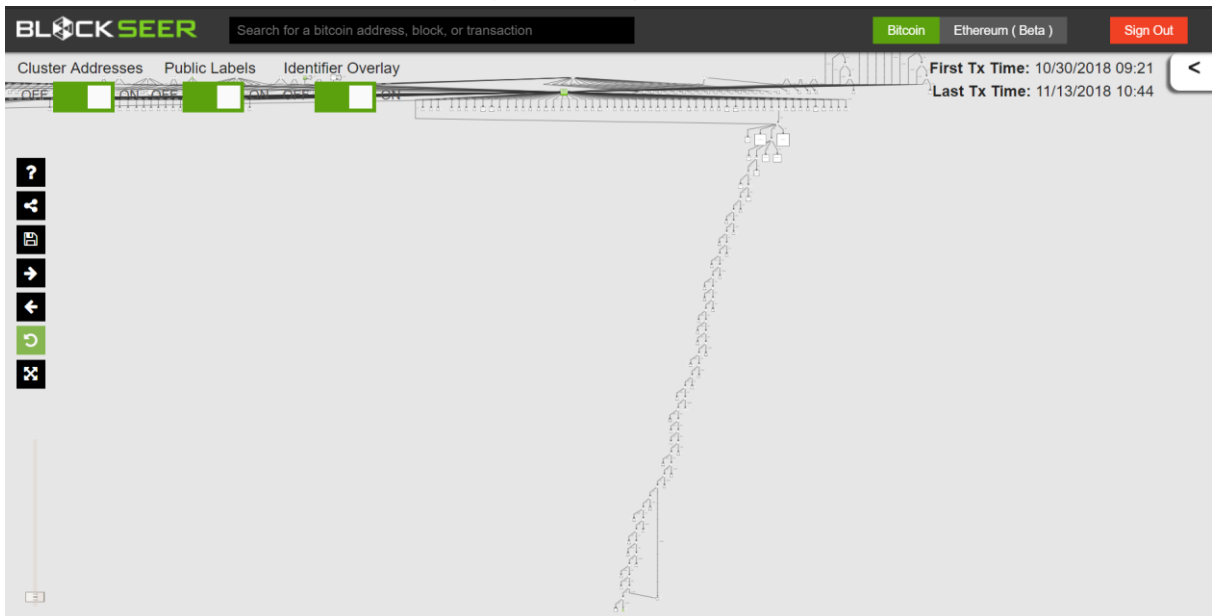 BLOCKSEER
Search for a bitcoin address, block, or transaction
Bitcoin
Ethereum ( Beta )
Sign Out
Cluster Addresses Public Labels Identifier Overlay
OFF ON OFF ON OFF ON
First Tx Time: 10/30/2018 09:21
Last Tx Time: 11/13/2018 10:44
<
?